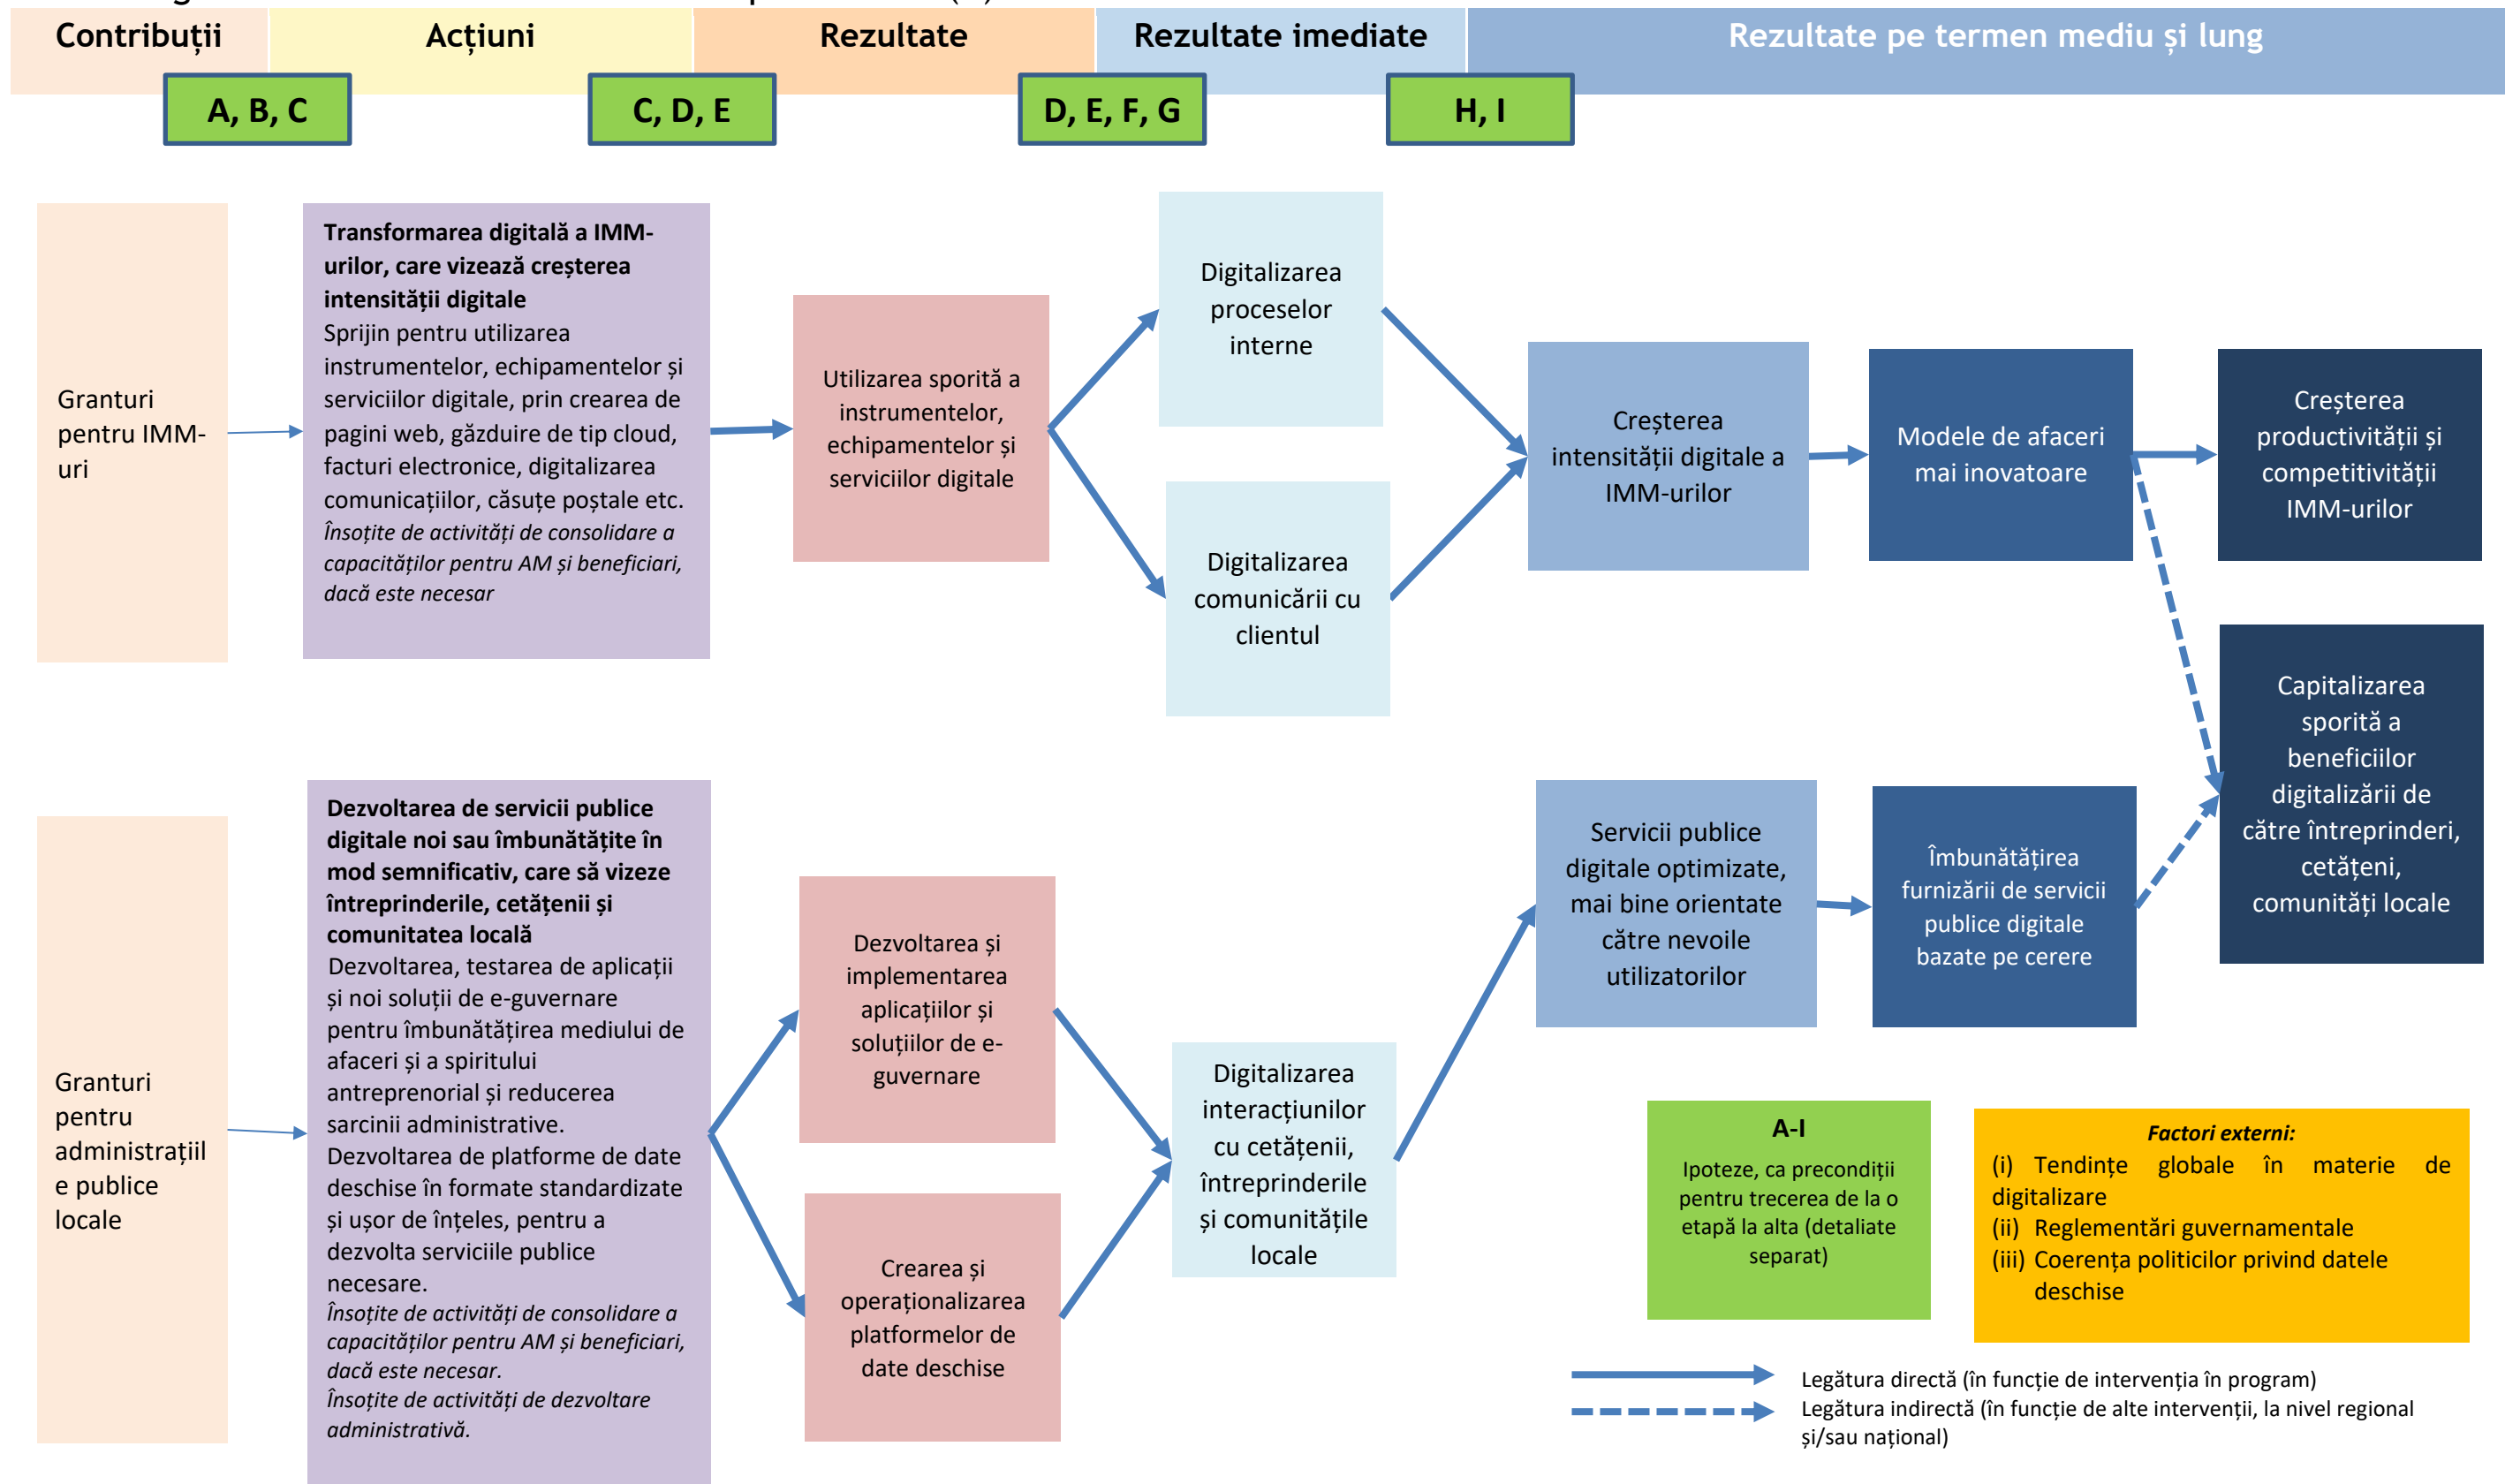 Contribuții
Acțiuni
Rezultate
Rezultate imediate
Rezultate pe termen mediu și lung
A, B, C
C, D, E
D, E, F, G
H, I
Granturi
pentru IMM-
uri
Transformarea digitală a IMM-
urilor, care vizează creșterea
intensității digitale
Sprijin pentru utilizarea
instrumentelor, echipamentelor și
serviciilor digitale, prin crearea de
pagini web, găzduire de tip cloud,
facturi electronice, digitalizarea
comunicațiilor, căsuțe poștale etc.
Însoțite de activități de consolidare a
capacităților pentru AM și beneficiari,
dacă este necesar
Utilizarea sporită a
instrumentelor,
echipamentelor și
serviciilor digitale
Digitalizarea
proceselor
interne
Digitalizarea
comunicării cu
clientul
Creșterea
intensității digitale a
IMM-urilor
Modele de afaceri
mai inovatoare
Creșterea
productivității și
competitivității
IMM-urilor
Capitalizarea
sporită a
beneficiilor
digitalizării de
către întreprinderi,
cetățeni,
comunități locale
Granturi
pentru
administrațiil
e publice
locale
Dezvoltarea de servicii publice
digitale noi sau îmbunătățite în
mod semnificativ, care să vizeze
întreprinderile, cetățenii și
comunitatea locală
Dezvoltarea, testarea de aplicații
și noi soluții de e-guvernare
pentru îmbunătățirea mediului de
afaceri și a spiritului
antreprenorial și reducerea
sarcinii administrative.
Dezvoltarea de platforme de date
deschise în formate standardizate
și ușor de înțeles, pentru a
dezvolta serviciile publice
necesare.
Însoțite de activități de consolidare a
capacităților pentru AM și beneficiari,
dacă este necesar.
Însoțite de activități de dezvoltare
administrativă.
Dezvoltarea și
implementarea
aplicațiilor și
soluțiilor de e-
guvernare
Crearea și
operaționalizarea
platformelor de
date deschise
Digitalizarea
interacțiunilor
cu cetățenii,
întreprinderile
și comunitățile
locale
Servicii publice
digitale optimizate,
mai bine orientate
către nevoile
utilizatorilor
Îmbunătățirea
furnizării de servicii
publice digitale
bazate pe cerere
A-I
Ipoteze, ca precondiții
pentru trecerea de la o
etapă la alta (detaliate
separat)
Factori externi:
(i) Tendințe globale în materie de
digitalizare
(ii) Reglementări guvernamentale
(iii) Coerența politicilor privind datele
deschise
Legătura directă (în funcție de intervenția în program)
Legătura indirectă (în funcție de alte intervenții, la nivel regional
și/sau național)